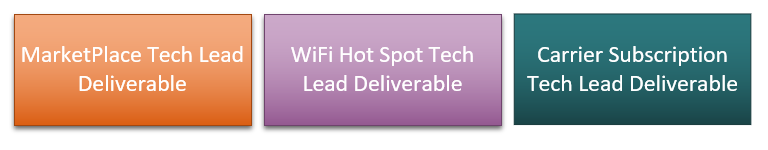 MarketPlace Tech Lead
Deliverable
WiFi Hot Spot Tech
Lead Deliverable
Carrier Subscription
Tech Lead Deliverable